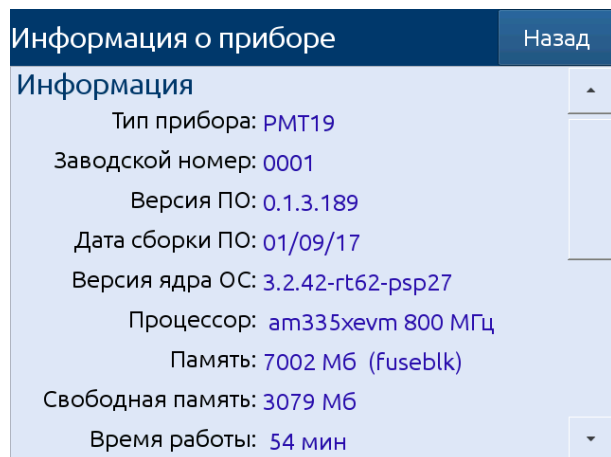 Информация о приборе Назад
Информация
Тип прибора: РМТ19
Заводской номер: 0001
Версия ПО: 0.1.3.189
Дата сборки ПО: 01/09/17
Версия ядра ОС: 3.2.42-rt62-psp27
Процессор: am335xevm 800 МГц
Память: 7002 Мб (fuseblk)
Свободная память: 3079 Мб
Время работы: 54 мин